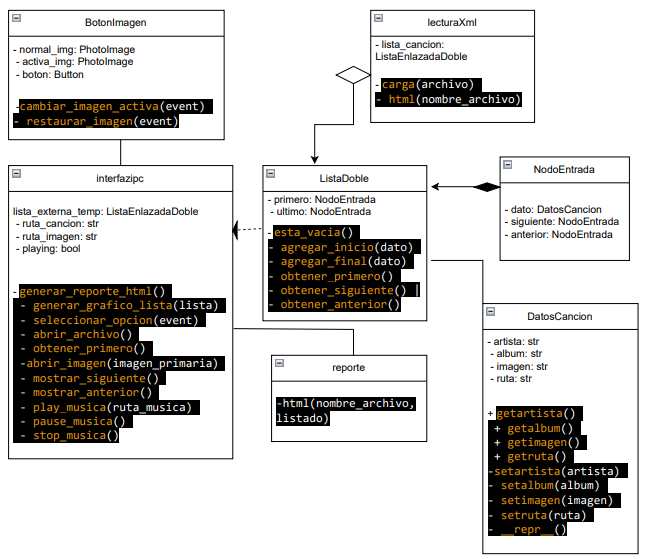 BotonImagen
- normal_img: PhotoImage
- activa_img: PhotoImage
- boton: Button
-cambiar_imagen_activa(event)
- restaurar_imagen(event)
lecturaXml
- lista_cancion:
ListaEnlazadaDoble
- carga(archivo)
- html(nombre_archivo)
interfazipc
lista_externa_temp: ListaEnlazadaDoble
- ruta_cancion: str
- ruta_imagen: str
- playing: bool
-generar_reporte_html()
- generar_grafico_lista(lista)
- seleccionar_opcion(event)
- abrir_archivo()
- obtener_primero()
-abrir_imagen(imagen_primaria)
- mostrar_siguiente()
- mostrar_anterior()
- play_musica(ruta_musica)
- pause_musica()
- stop_musica()
ListaDoble
- primero: NodoEntrada
- ultimo: NodoEntrada
-esta_vacia()
- agregar_inicio(dato)
- agregar_final(dato)
- obtener_primero()
- obtener_siguiente() |
- obtener_anterior()
NodoEntrada
- dato: DatosCancion
- siguiente: NodoEntrada
- anterior: NodoEntrada
reporte
-html(nombre_archivo,
listado)
DatosCancion
- artista: str
- album: str
- imagen: str
- ruta: str
+ getartista()
+ getalbum()
+ getimagen()
+ getruta()
-setartista(artista)
- setalbum(album)
- setimagen(imagen)
- setruta(ruta)
- __repr__()